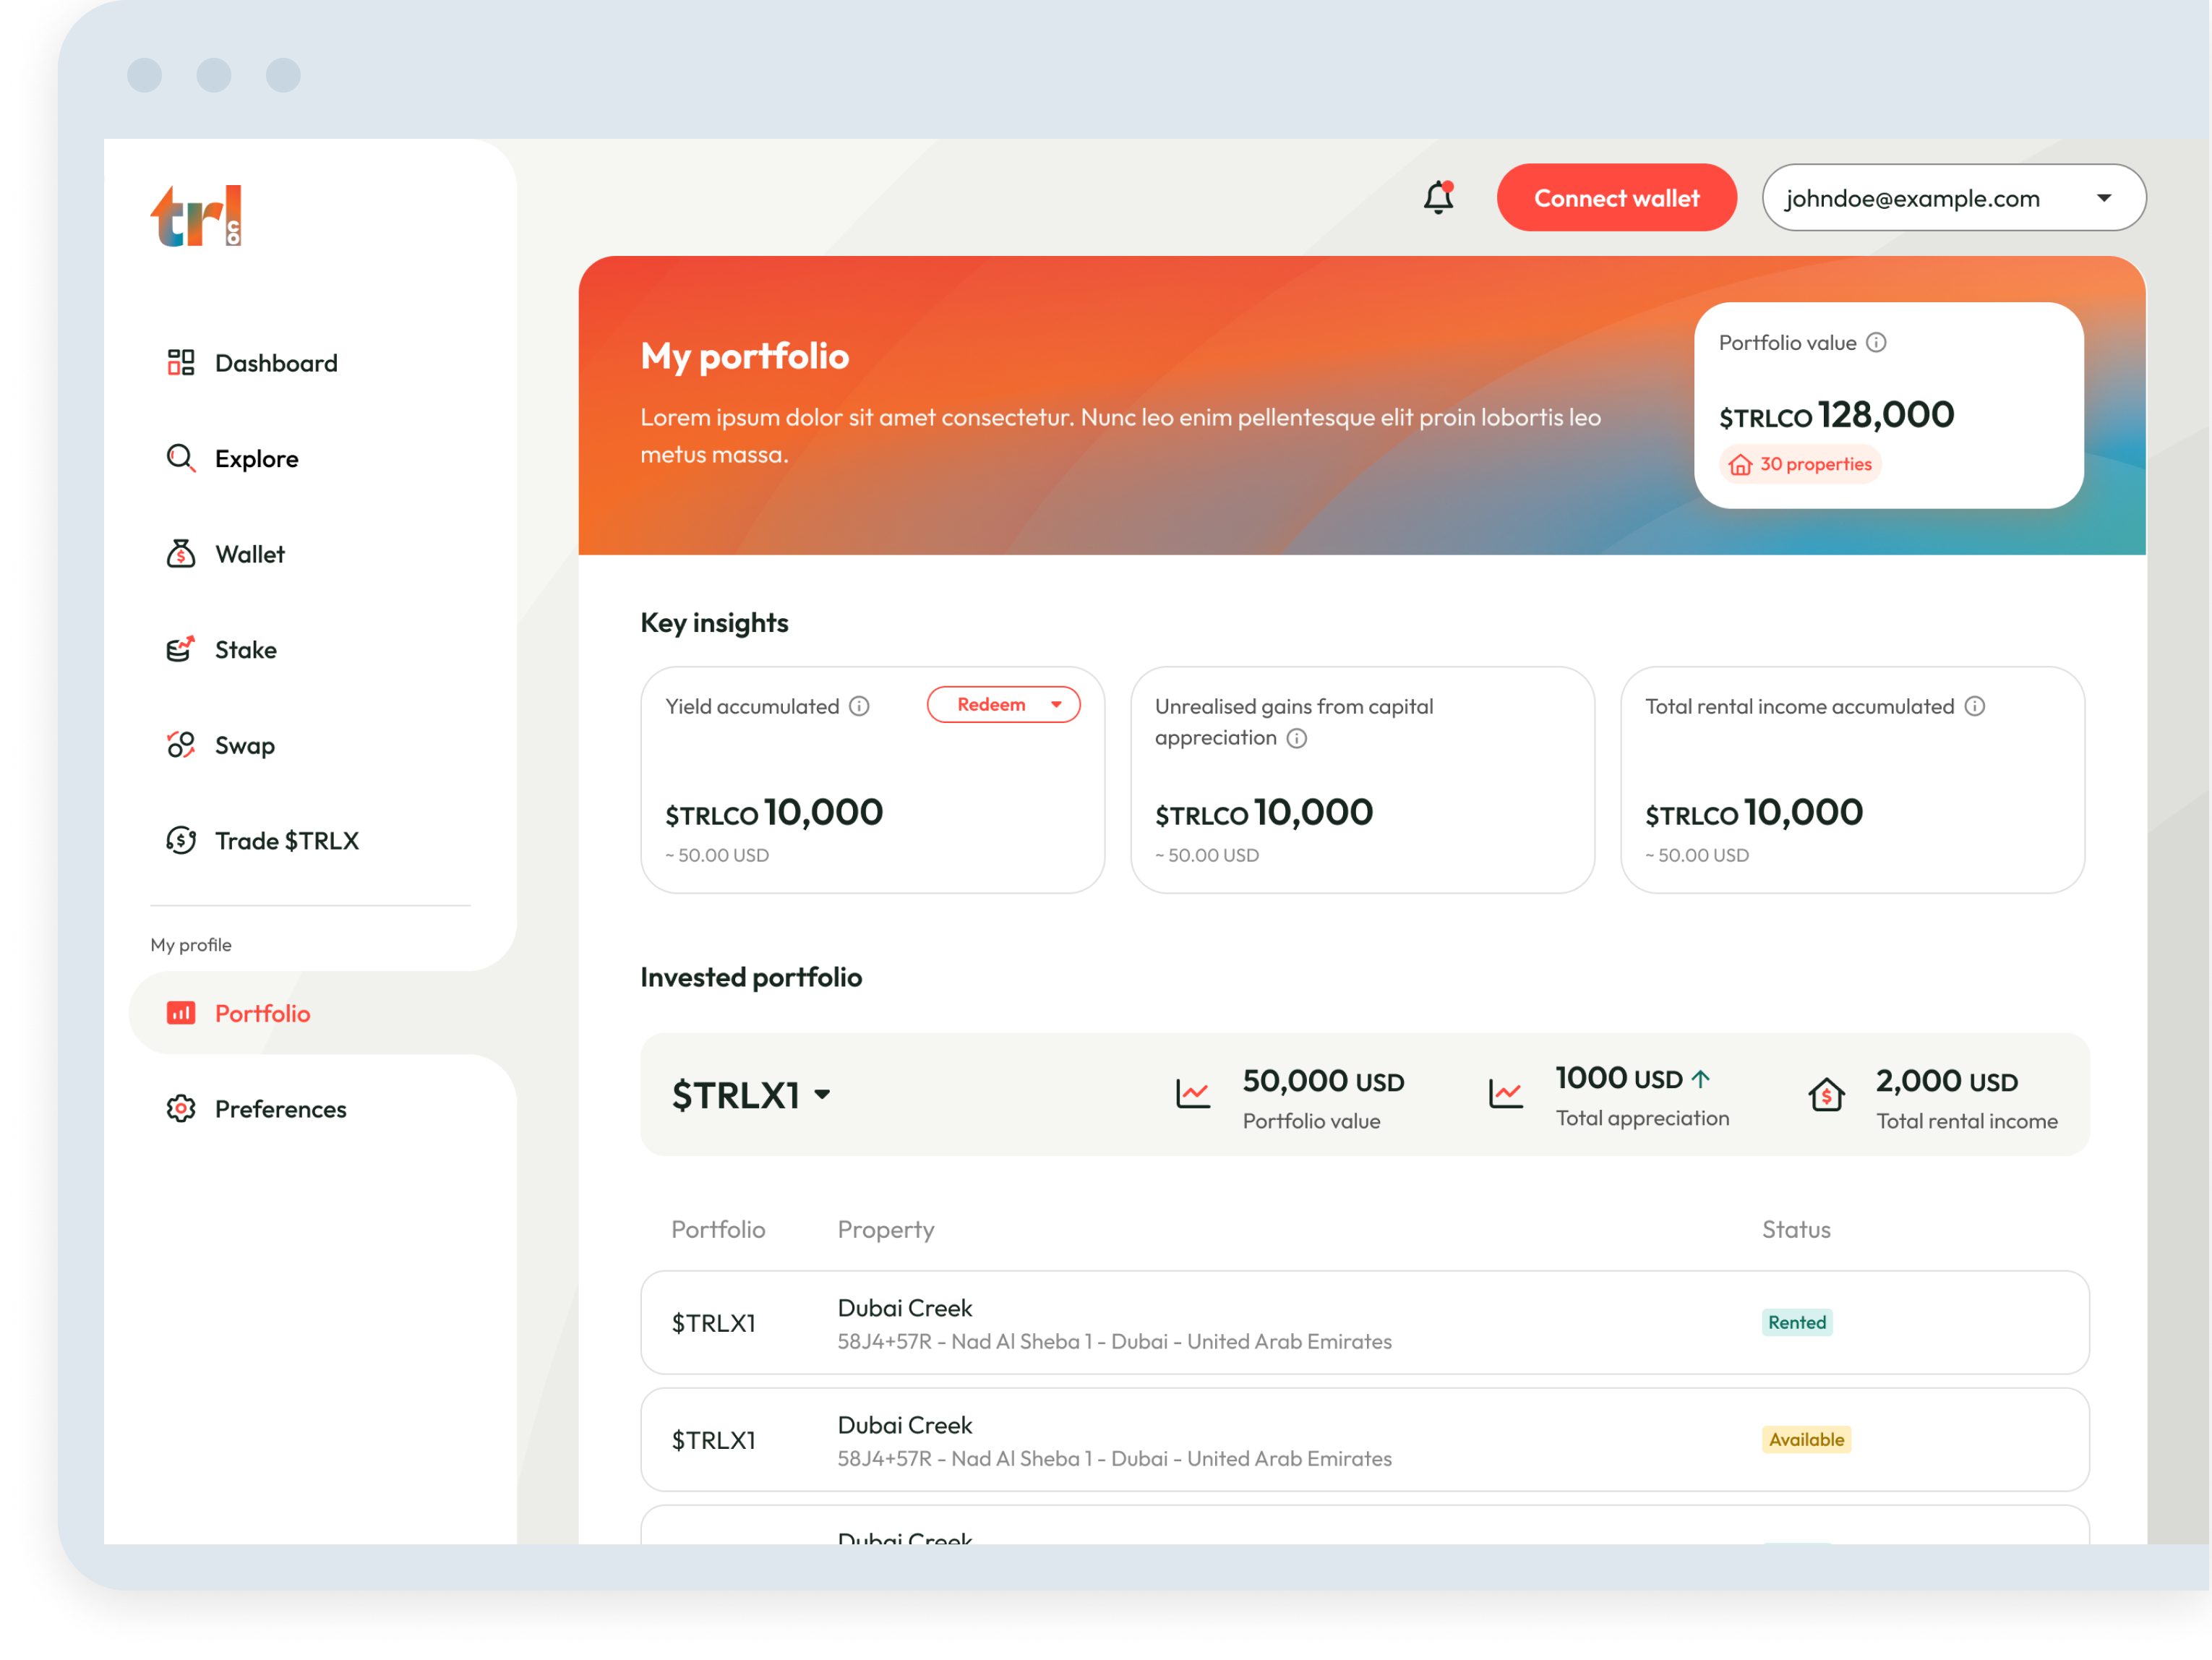 trl
co
Connect wallet
johndoe@example.com
Dashboard
Explore
Wallet
Stake
Swap
Trade $TRLX
My profile
Portfolio
Preferences
My portfolio
Lorem ipsum dolor sit amet consectetur. Nunc leo enim pellentesque elit proin lobortis leo
metus massa.
Portfolio value
$TRLCO 128,000
30 properties
Key insights
Yield accumulated
Redeem
$TRLCO 10,000
~ 50.00 USD
Unrealised gains from capital
appreciation
$TRLCO 10,000
~ 50.00 USD
Total rental income accumulated
$TRLCO 10,000
~ 50.00 USD
Invested portfolio
$TRLX1
50,000 USD
Portfolio value
1000 USD
Total appreciation
2,000 USD
Total rental income
Portfolio Property Status
$TRLX1
Dubai Creek
58J4+57R - Nad Al Sheba 1 - Dubai - United Arab Emirates
Rented
$TRLX1
Dubai Creek
58J4+57R - Nad Al Sheba 1 - Dubai - United Arab Emirates
Available
Dubai Creek